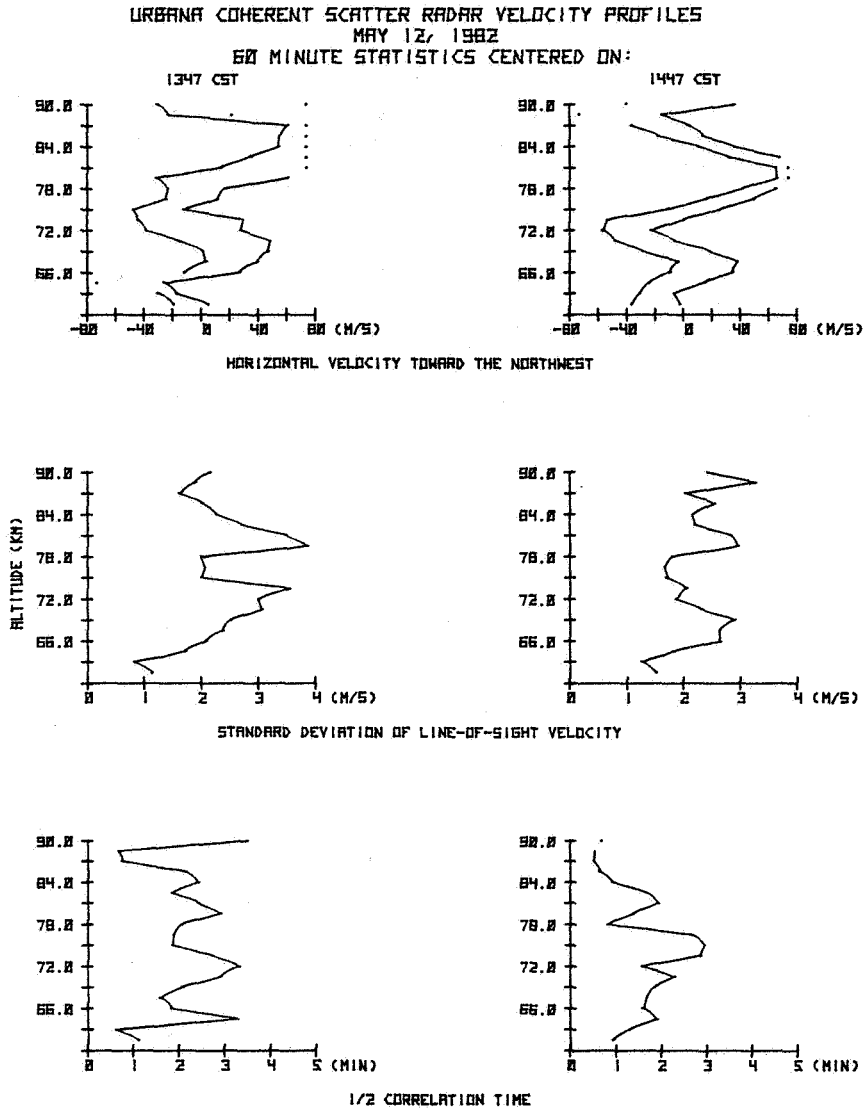 URBANA COHERENT SCATTER RADAR VELOCITY PROFILES
MAY 12, 1982
60 MINUTE STATISTICS CENTERED ON:
1347 CST
1447 CST
90.0
84.0
78.0
72.0
66.0
-80 -40 0 40 80 (M/S)
90.0
84.0
78.0
72.0
66.0
-80 -40 0 40 80 (M/S)
HORIZONTAL VELOCITY TOWARD THE NORTHWEST
ALTITUDE (KM)
90.0
84.0
78.0
72.0
66.0
0 1 2 3 4 (M/S)
90.0
84.0
78.0
72.0
66.0
0 1 2 3 4 (M/S)
STANDARD DEVIATION OF LINE-OF-SIGHT VELOCITY
90.0
84.0
78.0
72.0
66.0
0 1 2 3 4 5 (MIN)
90.0
84.0
78.0
72.0
66.0
0 1 2 3 4 5 (MIN)
1/2 CORRELATION TIME